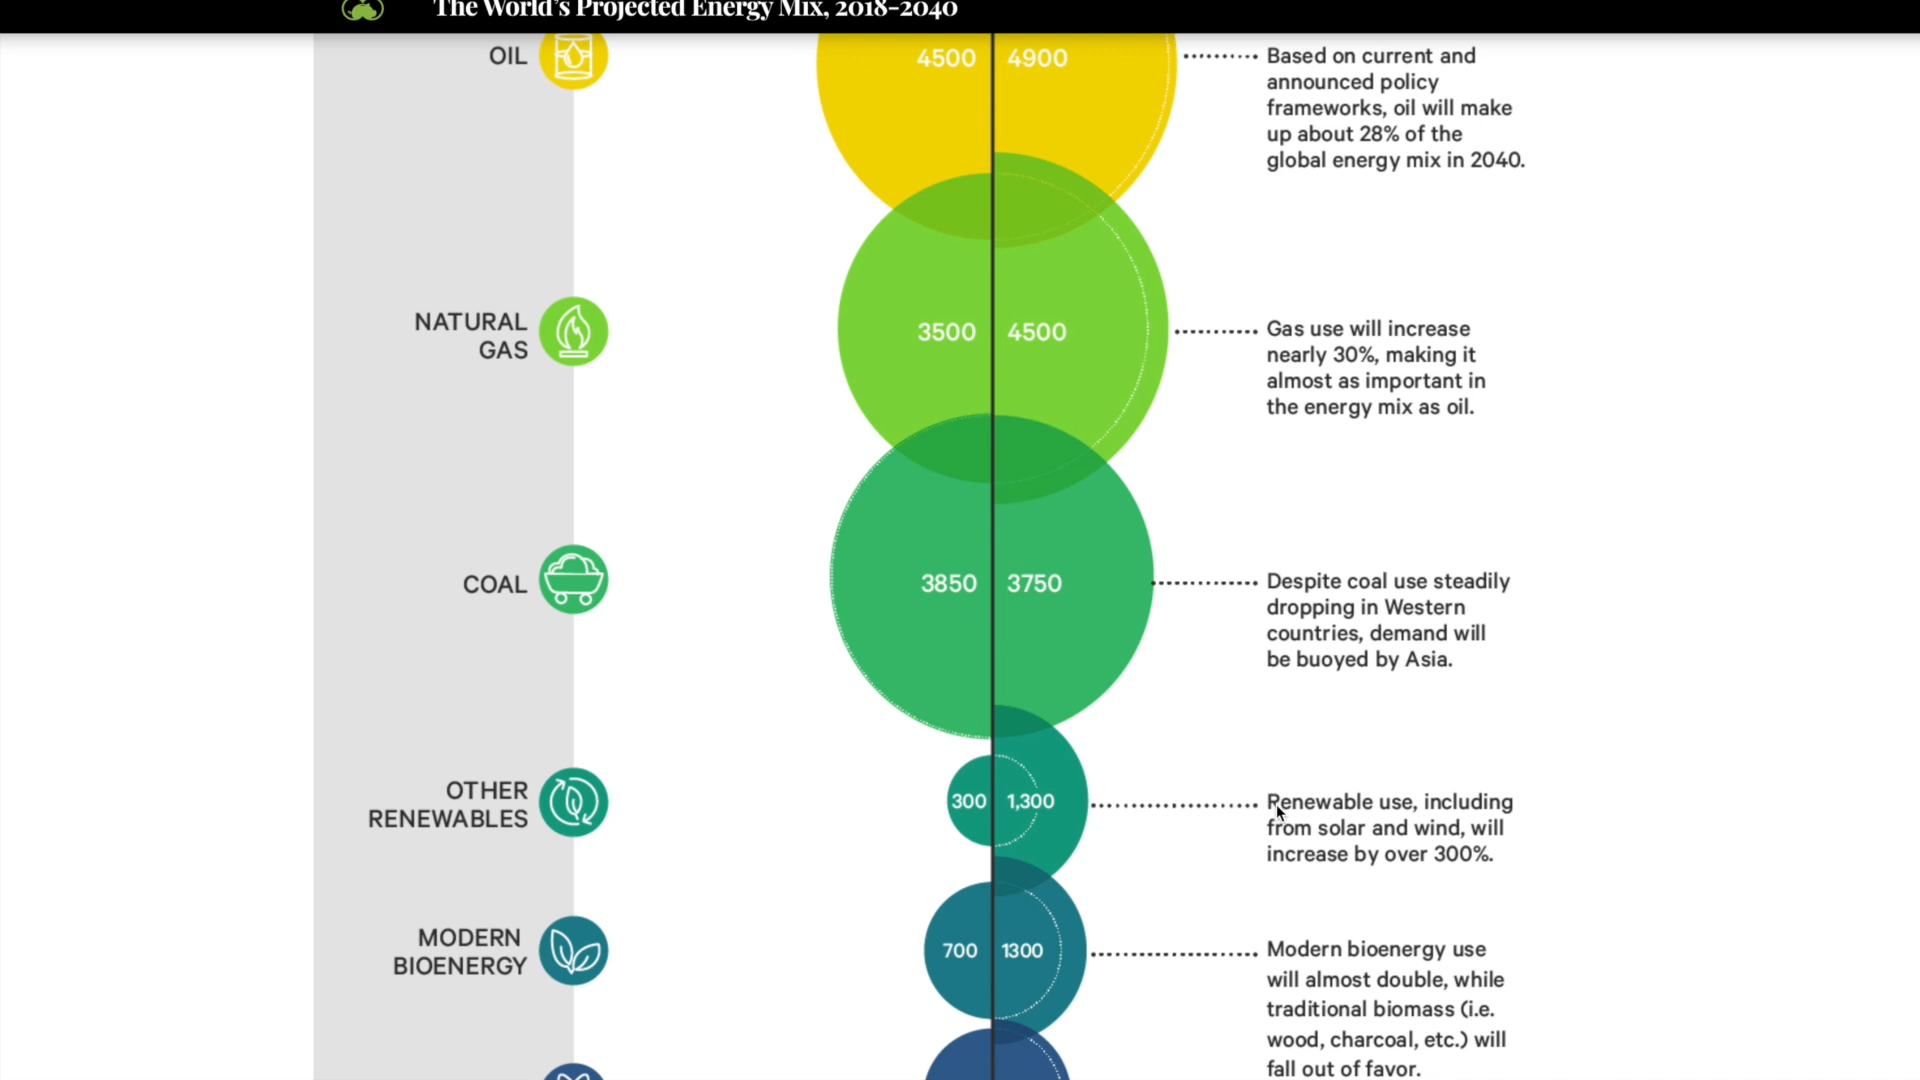 The World's Projected Energy Mix, 2018-2040
OIL
4500 4900
Based on current and
announced policy
frameworks, oil will make
up about 28% of the
global energy mix in 2040.
NATURAL
GAS
3500 4500
Gas use will increase
nearly 30%, making it
almost as important in
the energy mix as oil.
COAL
3850 3750
Despite coal use steadily
dropping in Western
countries, demand will
be buoyed by Asia.
OTHER
RENEWABLES
300 1,300
Renewable use, including
from solar and wind, will
increase by over 300%.
MODERN
BIOENERGY
700 1300
Modern bioenergy use
will almost double, while
traditional biomass (i.e.
wood, charcoal, etc.) will
fall out of favor.